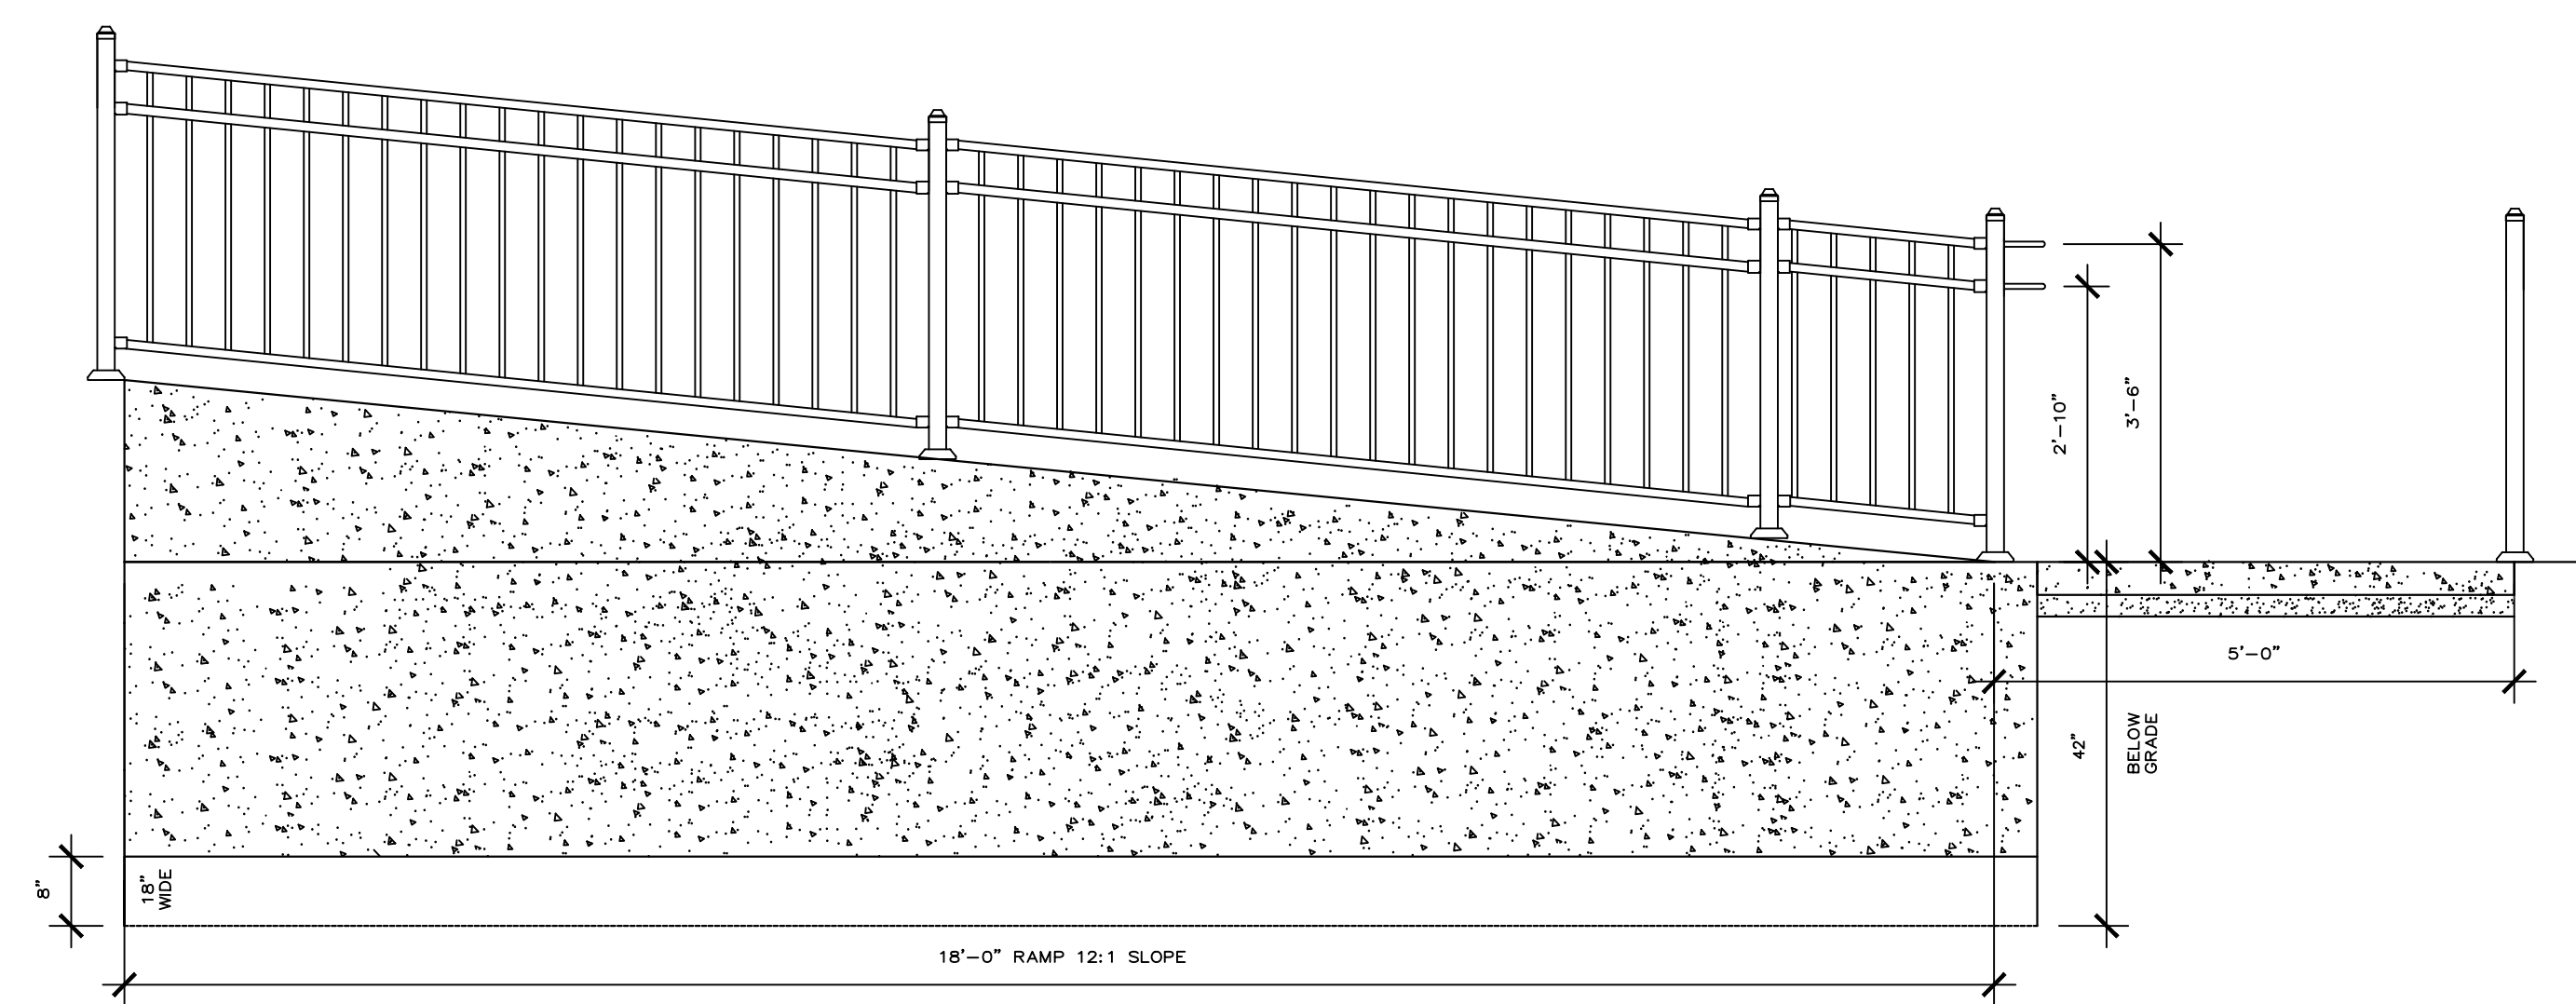 2'-10"
3'-6"
5'-0"
42"
BELOW
GRADE
8"
18"
WIDE
18'-0" RAMP 12:1 SLOPE